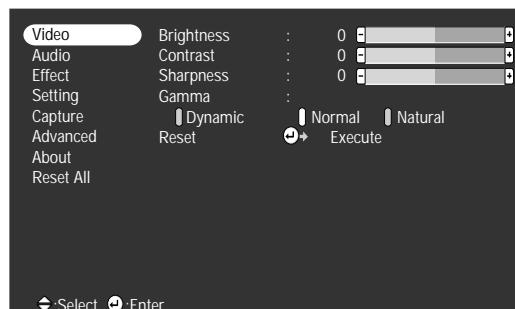 Video Brightness : 0 - +
Audio Contrast : 0 - +
Effect Sharpness : 0 - +
Setting Gamma :
Capture Dynamic Normal Natural
Advanced Reset Execute
About
Reset All
:Select :Enter